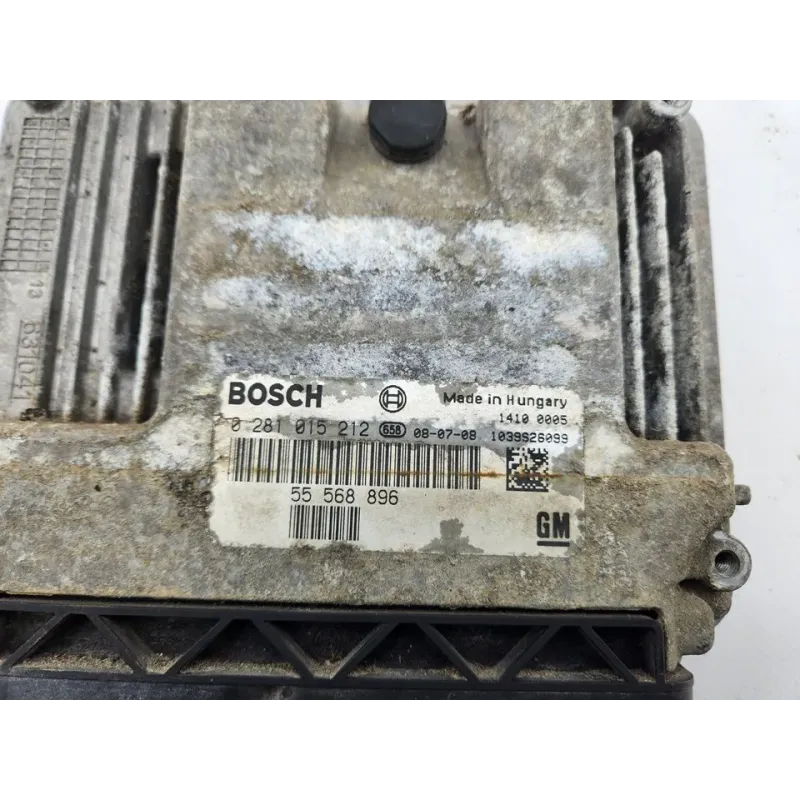 13
637D21
BOSCH Made in Hungary
1410 0005
0 281 015 212 658 08-07-08 1039S26099
55 568 896
GM